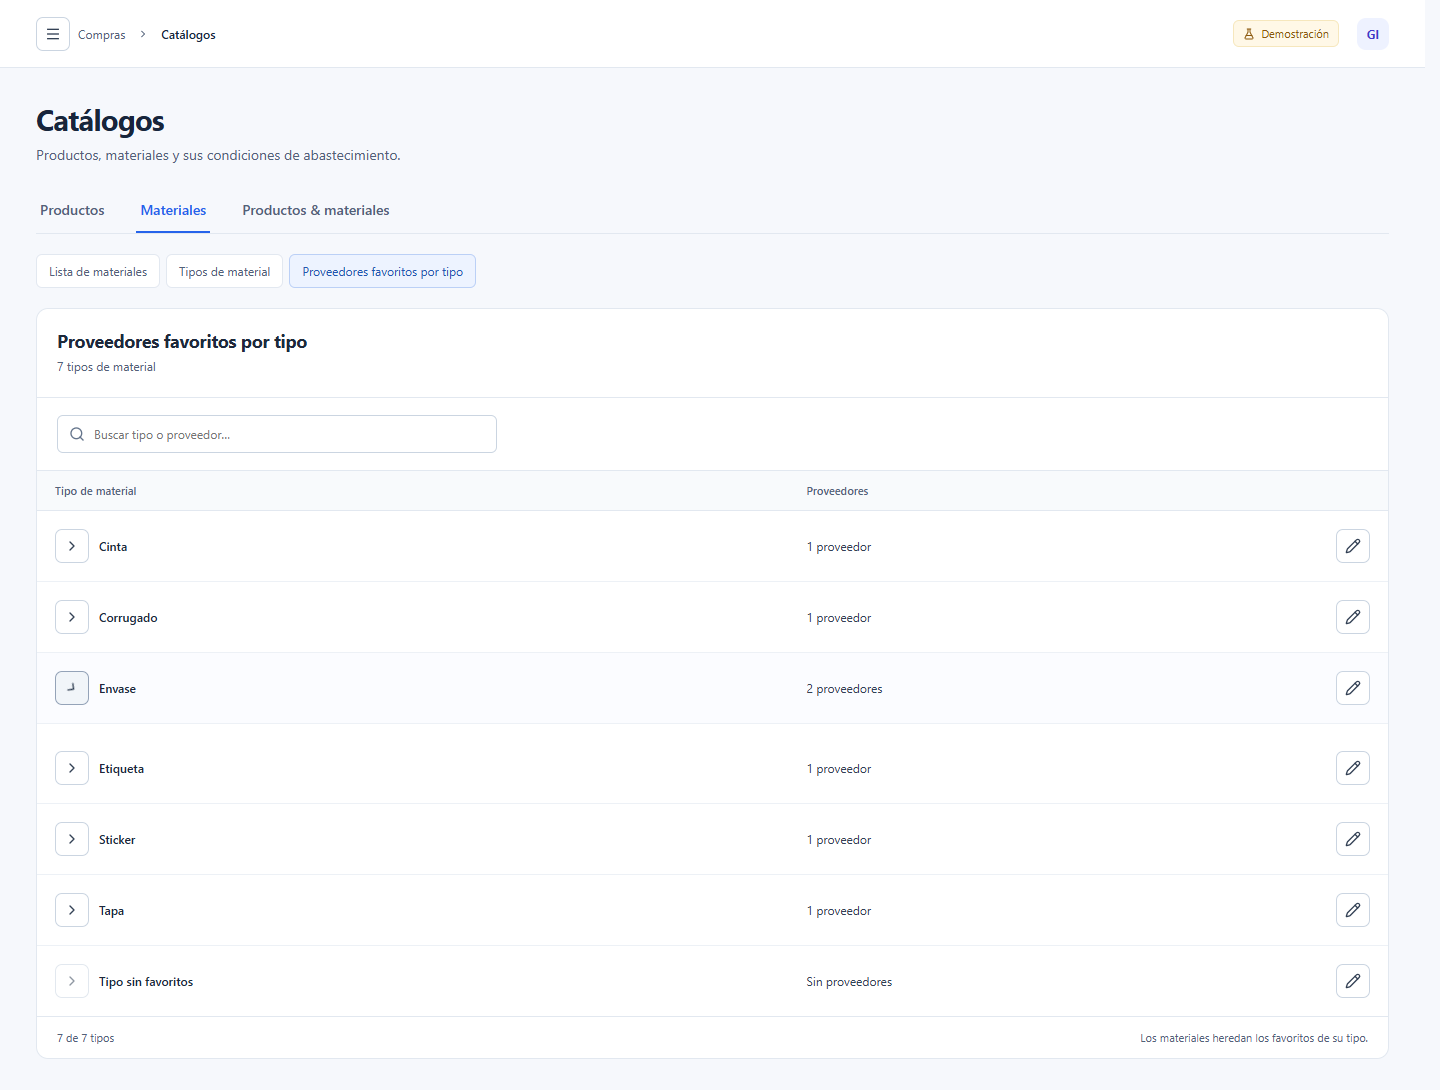 Compras > Catálogos
Demostración
GI
Catálogos
Productos, materiales y sus condiciones de abastecimiento.
Productos
Materiales
Productos & materiales
Lista de materiales
Tipos de material
Proveedores favoritos por tipo
Proveedores favoritos por tipo
7 tipos de material
Buscar tipo o proveedor...
Tipo de material
Proveedores
Cinta
1 proveedor
Corrugado
1 proveedor
Envase
2 proveedores
Etiqueta
1 proveedor
Sticker
1 proveedor
Tapa
1 proveedor
Tipo sin favoritos
Sin proveedores
7 de 7 tipos
Los materiales heredan los favoritos de su tipo.